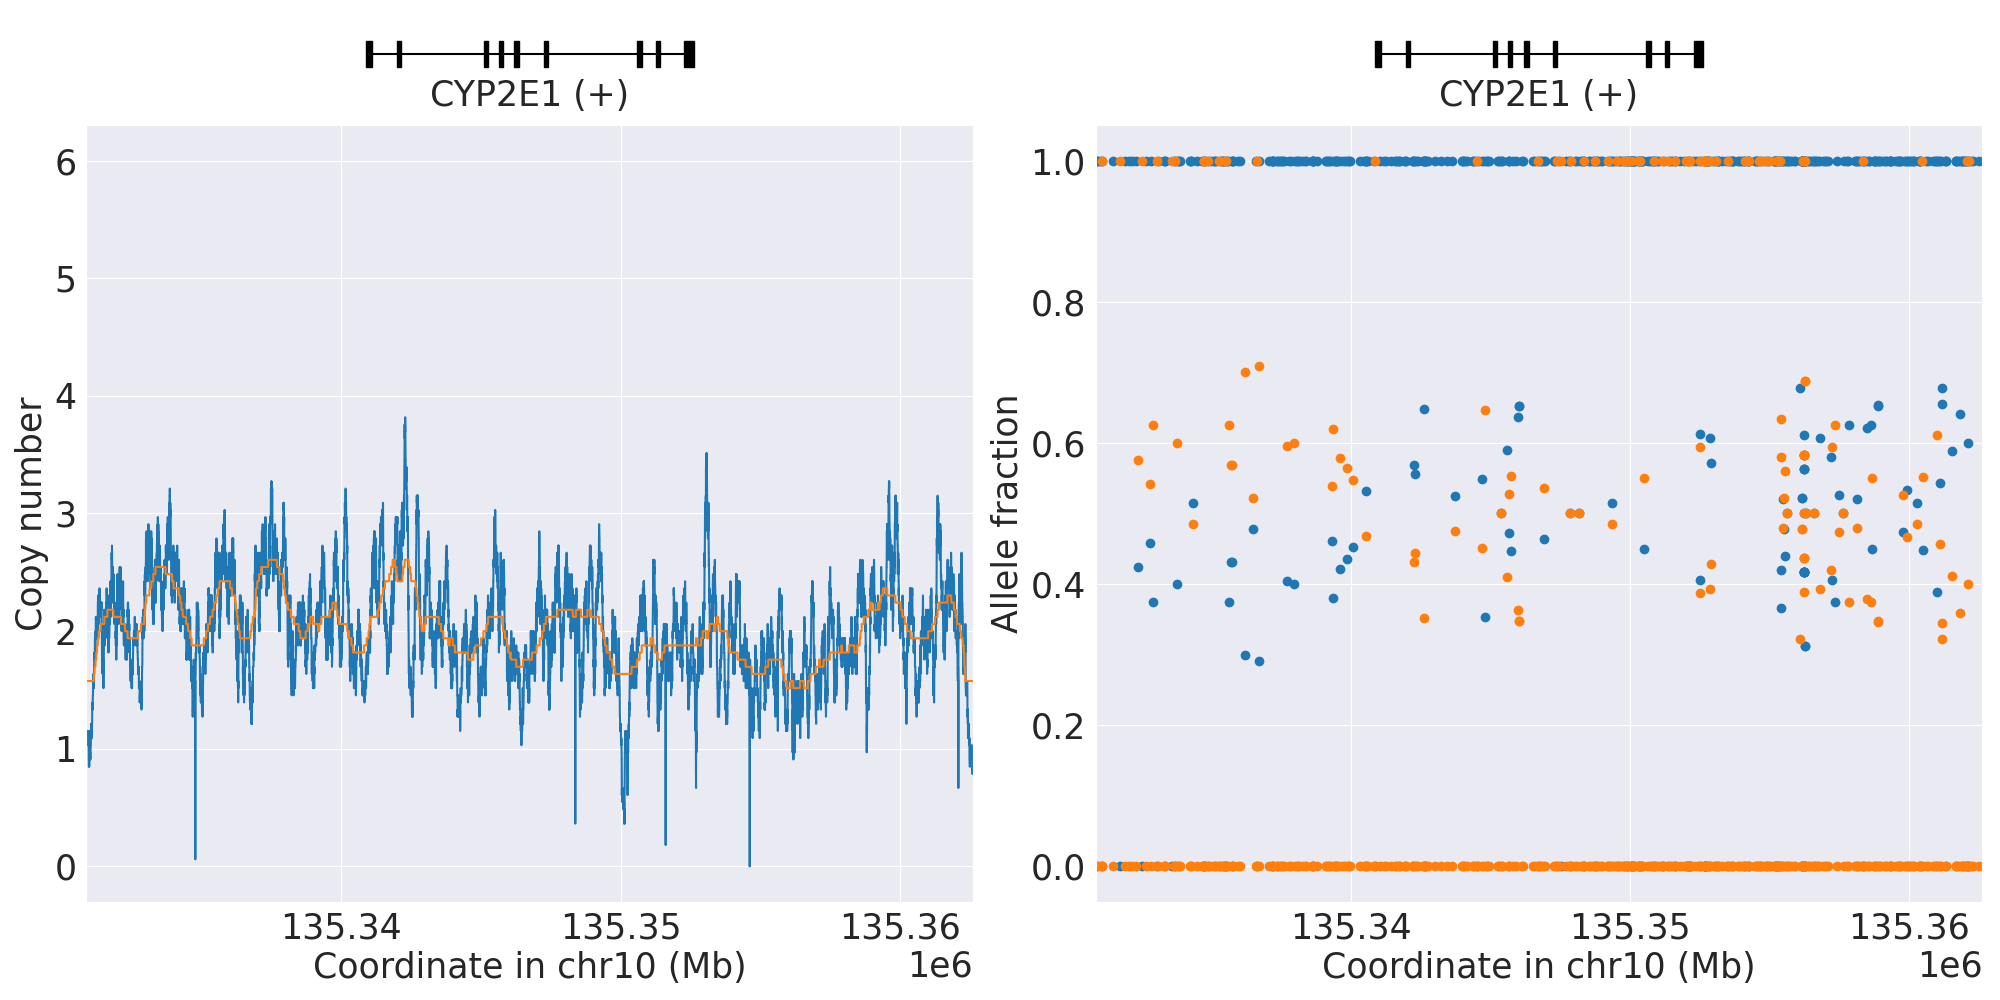 CYP2E1 (+)
CYP2E1 (+)
Copy number
6
5
4
3
2
1
0
135.34 135.35 135.36
Coordinate in chr10 (Mb)
1e6
Allele fraction
1.0
0.8
0.6
0.4
0.2
0.0
135.34 135.35 135.36
Coordinate in chr10 (Mb)
1e6